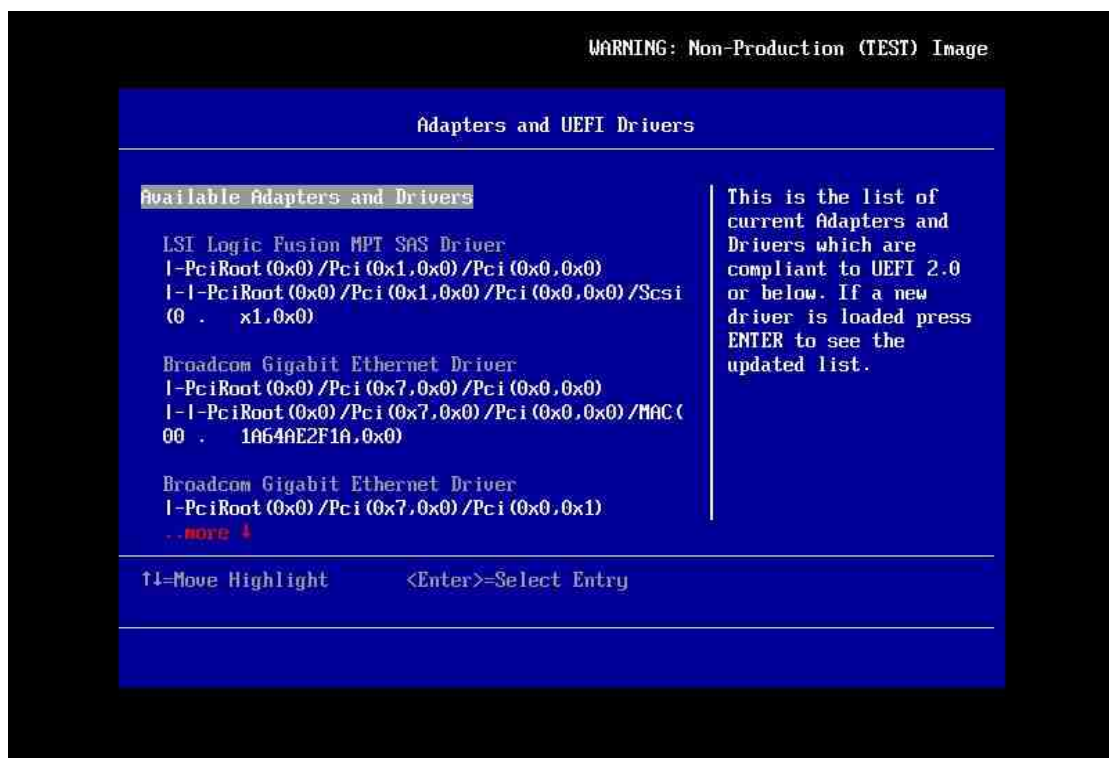 WARNING: Non-Production (TEST) Image
Adapters and UEFI Drivers
Available Adapters and Drivers
LSI Logic Fusion MPT SAS Driver
|-PciRoot(0x0)/Pci(0x1,0x0)/Pci(0x0,0x0)
|-|-PciRoot(0x0)/Pci(0x1,0x0)/Pci(0x0,0x0)/Scsi
(0 .   x1,0x0)
Broadcom Gigabit Ethernet Driver
|-PciRoot(0x0)/Pci(0x7,0x0)/Pci(0x0,0x0)
|-|-PciRoot(0x0)/Pci(0x7,0x0)/Pci(0x0,0x0)/MAC(
00 .   1A64AE2F1A,0x0)
Broadcom Gigabit Ethernet Driver
|-PciRoot(0x0)/Pci(0x7,0x0)/Pci(0x0,0x1)
..more ↓
This is the list of
current Adapters and
Drivers which are
compliant to UEFI 2.0
or below. If a new
driver is loaded press
ENTER to see the
updated list.
↑↓=Move Highlight       <Enter>=Select Entry